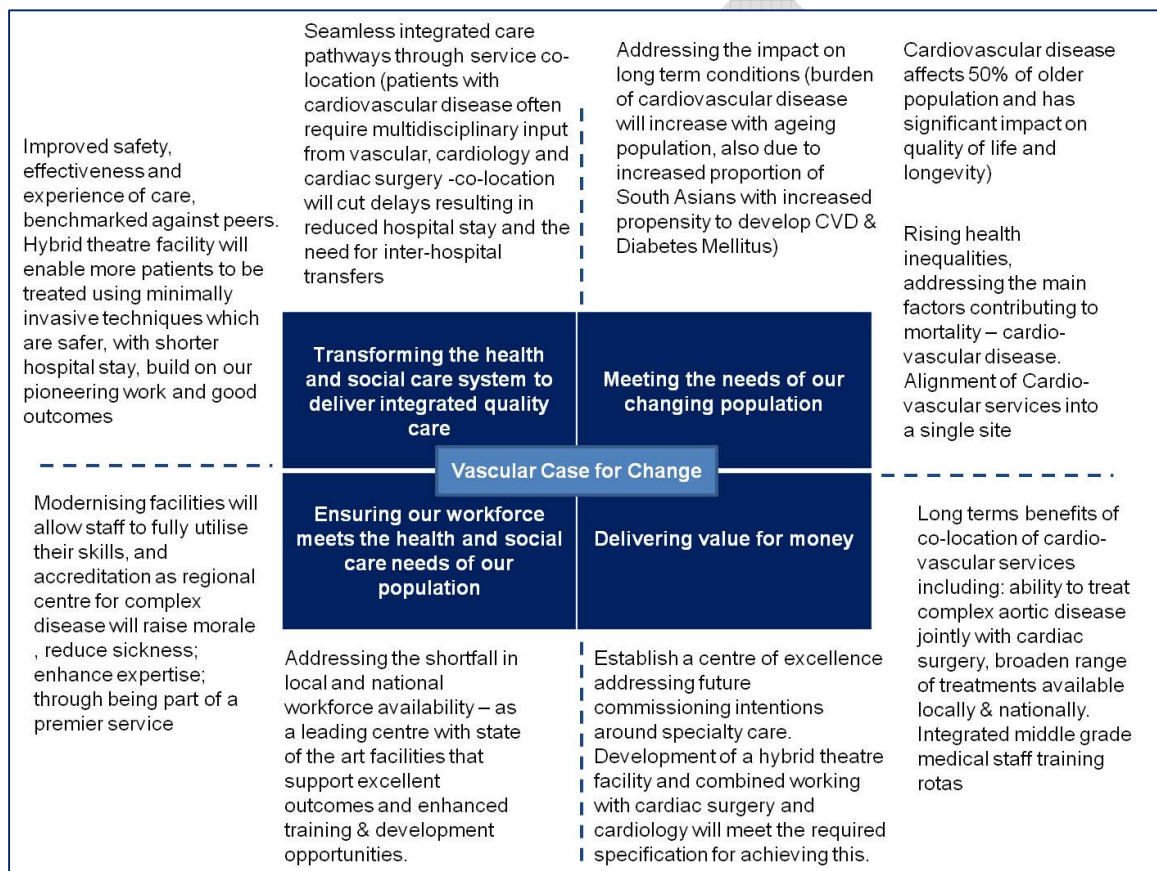 Improved safety,
effectiveness and
experience of care,
benchmarked against peers.
Hybrid theatre facility will
enable more patients to be
treated using minimally
invasive techniques which
are safer, with shorter
hospital stay, build on our
pioneering work and good
outcomes
Seamless integrated care
pathways through service co-
location (patients with
cardiovascular disease often
require multidisciplinary input
from vascular, cardiology and
cardiac surgery -co-location
will cut delays resulting in
reduced hospital stay and the
need for inter-hospital
transfers
Addressing the impact on
long term conditions (burden
of cardiovascular disease
will increase with ageing
population, also due to
increased proportion of
South Asians with increased
propensity to develop CVD &
Diabetes Mellitus)
Cardiovascular disease
affects 50% of older
population and has
significant impact on
quality of life and
longevity)
Rising health
inequalities,
addressing the main
factors contributing to
mortality – cardio-
vascular disease.
Alignment of Cardio-
vascular services into
a single site
Transforming the health
and social care system to
deliver integrated quality
care
Meeting the needs of our
changing population
Vascular Case for Change
Ensuring our workforce
meets the health and social
care needs of our
population
Delivering value for money
Modernising facilities will
allow staff to fully utilise
their skills, and
accreditation as regional
centre for complex
disease will raise morale
, reduce sickness;
enhance expertise;
through being part of a
premier service
Addressing the shortfall in
local and national
workforce availability – as
a leading centre with state
of the art facilities that
support excellent
outcomes and enhanced
training & development
opportunities.
Establish a centre of excellence
addressing future
commissioning intentions
around specialty care.
Development of a hybrid theatre
facility and combined working
with cardiac surgery and
cardiology will meet the required
specification for achieving this.
Long terms benefits of
co-location of cardio-
vascular services
including: ability to treat
complex aortic disease
jointly with cardiac
surgery, broaden range
of treatments available
locally & nationally.
Integrated middle grade
medical staff training
rotas